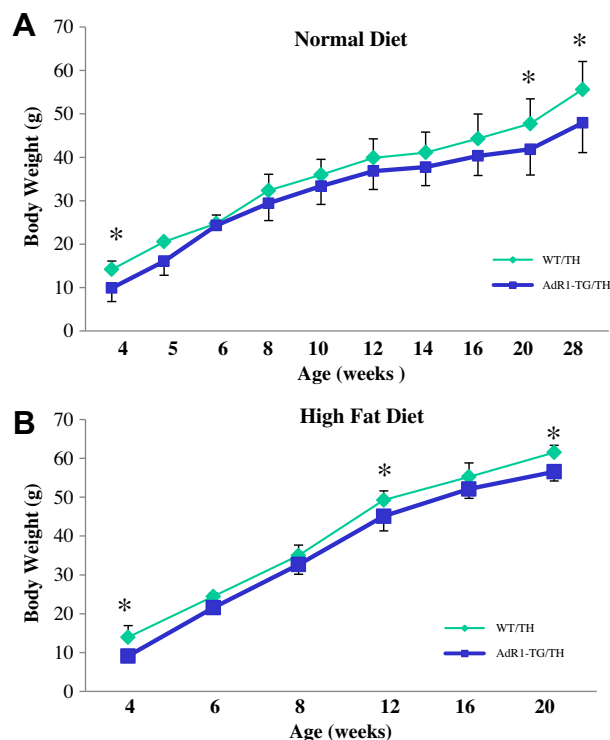 A
Normal Diet
*
*
*
70
60
50
40
30
20
10
0
Body Weight (g)
WT/TH
AdR1-TG/TH
4 5 6 8 10 12 14 16 20 28
Age (weeks )
B
High Fat Diet
*
*
*
70
60
50
40
30
20
10
0
Body Weight (g)
WT/TH
AdR1-TG/TH
4 6 8 12 16 20
Age (weeks)